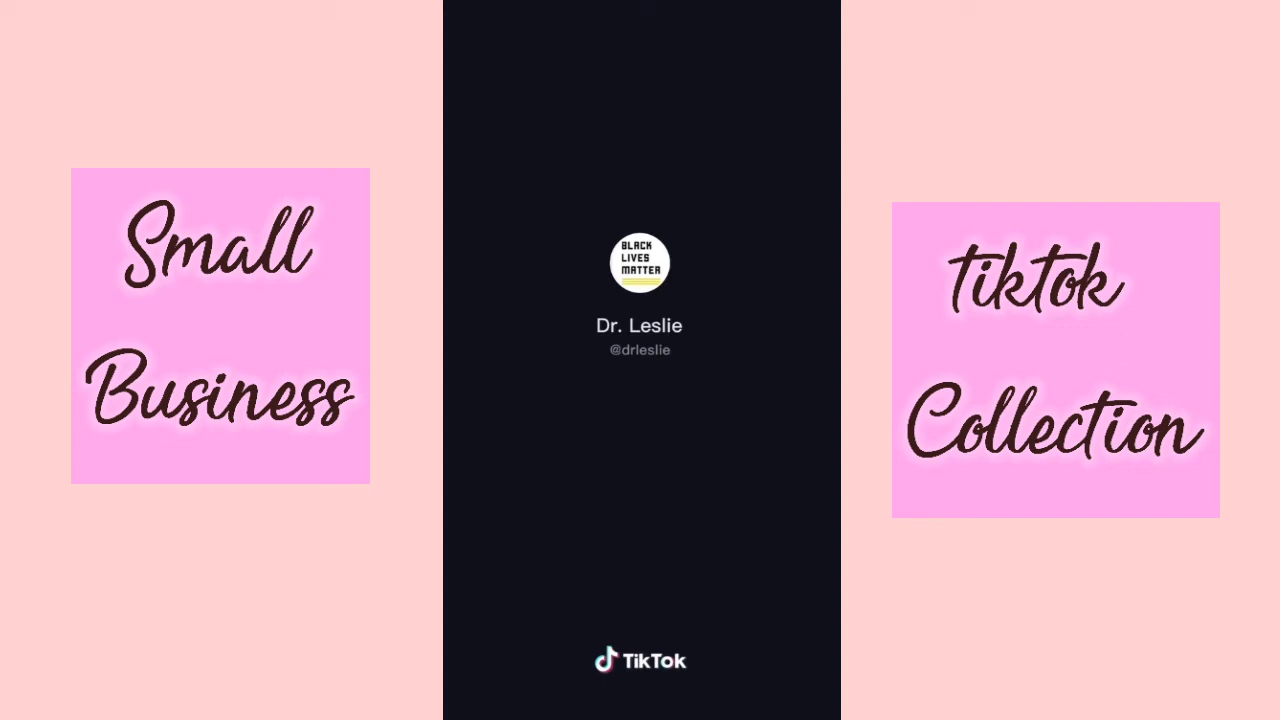 Small
Business
BLACK
LIVES
MATTER
Dr. Leslie
@drleslie
TikTok
tiktok
Collection